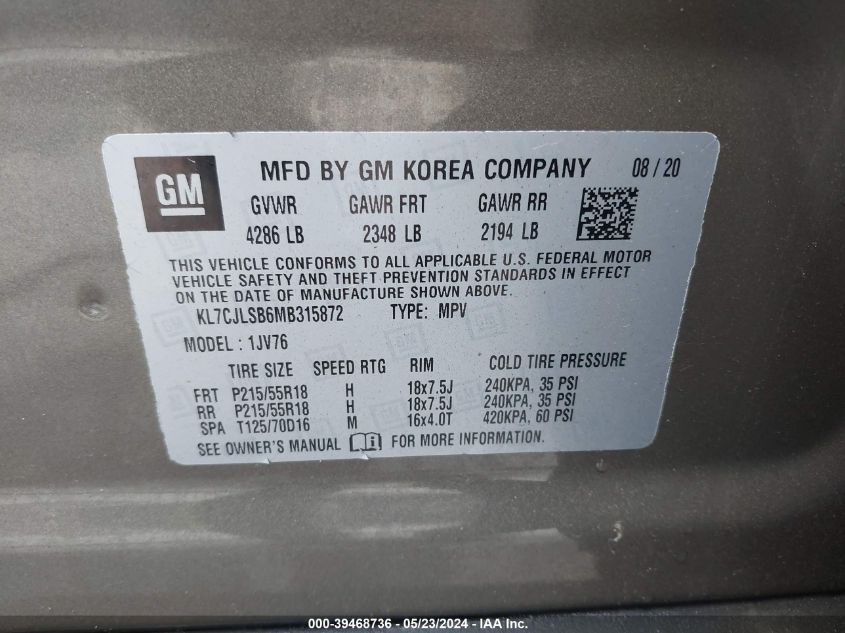 GM
MFD BY GM KOREA COMPANY 08 / 20
GVWR GAWR FRT GAWR RR
4286 LB 2348 LB 2194 LB
THIS VEHICLE CONFORMS TO ALL APPLICABLE U.S. FEDERAL MOTOR
VEHICLE SAFETY AND THEFT PREVENTION STANDARDS IN EFFECT
ON THE DATE OF MANUFACTURE SHOWN ABOVE.
KL7CJLSB6MB315872 TYPE: MPV
MODEL : 1JV76
TIRE SIZE SPEED RTG RIM COLD TIRE PRESSURE
FRT P215/55R18 H 18x7.5J 240KPA, 35 PSI
RR P215/55R18 H 18x7.5J 240KPA, 35 PSI
SPA T125/70D16 M 16x4.0T 420KPA, 60 PSI
SEE OWNER'S MANUAL FOR MORE INFORMATION.
000-39468736 - 05/23/2024 - COPYRIGHT IAA, LLC.